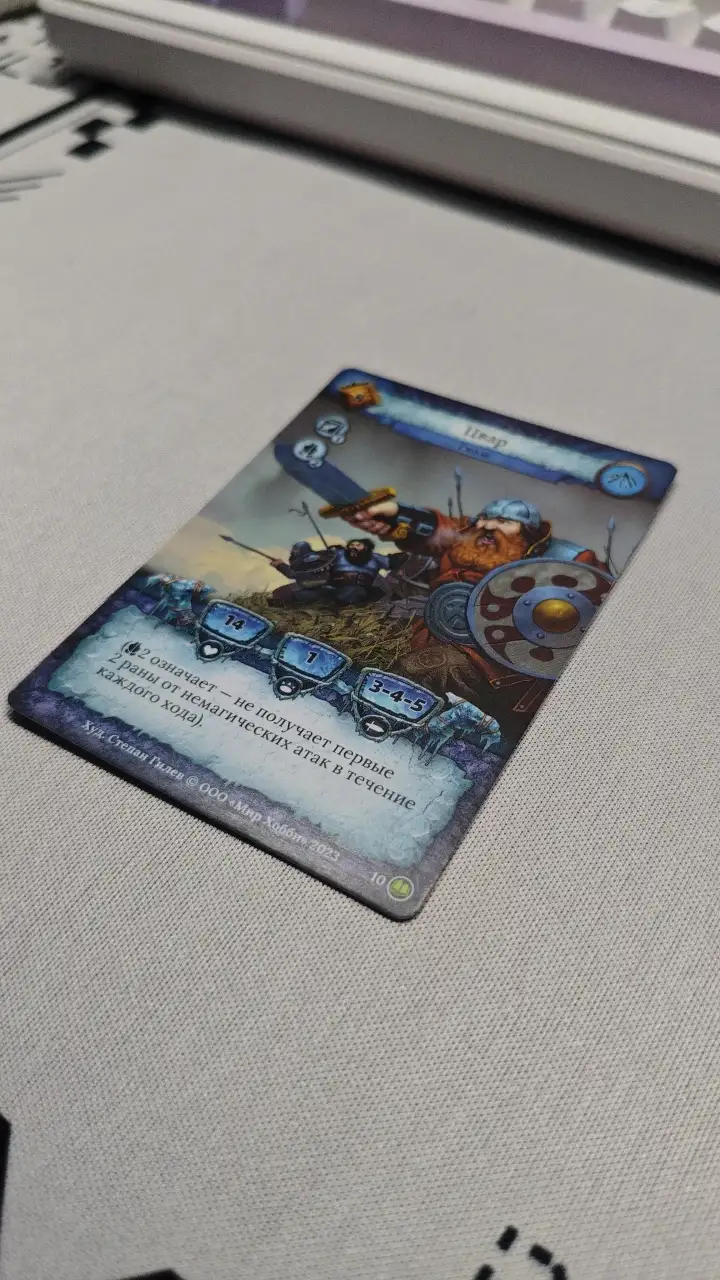 Ивар
Гном
14
1
3-4-5
(2 означает – не получает первые
2 раны от немагических атак в течение
каждого хода).
Худ. Степан Гилев © ООО «Мир Хобби» 2023
10